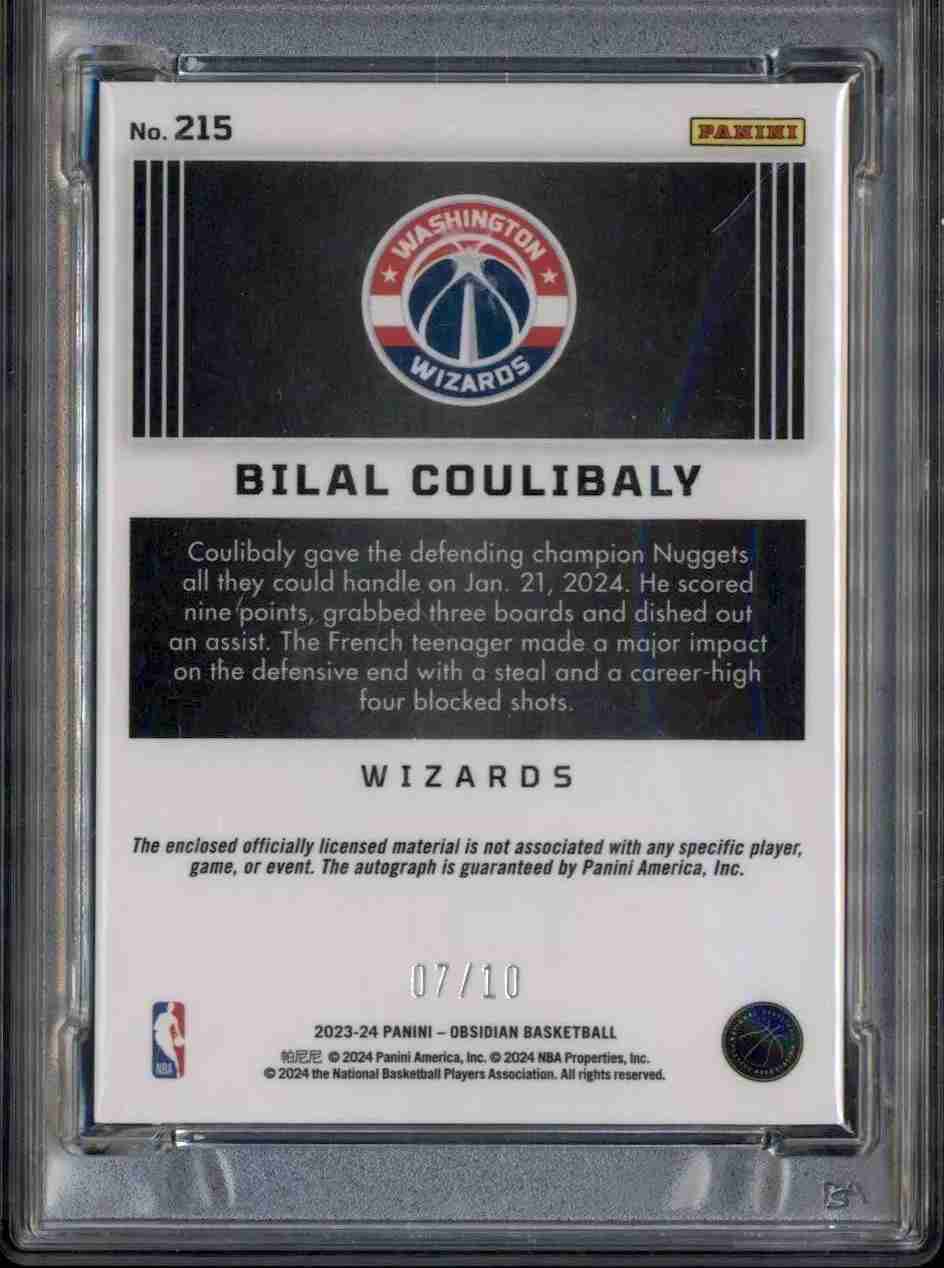 No. 215
PANINI
WASHINGTON
WIZARDS
BILAL COULIBALY
Coulibaly gave the defending champion Nuggets
all they could handle on Jan. 21, 2024. He scored
nine points, grabbed three boards and dished out
an assist. The French teenager made a major impact
on the defensive end with a steal and a career-high
four blocked shots.
WIZARDS
The enclosed officially licensed material is not associated with any specific player,
game, or event. The autograph is guaranteed by Panini America, Inc.
07/10
2023-24 PANINI – OBSIDIAN BASKETBALL
帕尼尼 © 2024 Panini America, Inc. © 2024 NBA Properties, Inc.
© 2024 the National Basketball Players Association. All rights reserved.
NBA
PSA